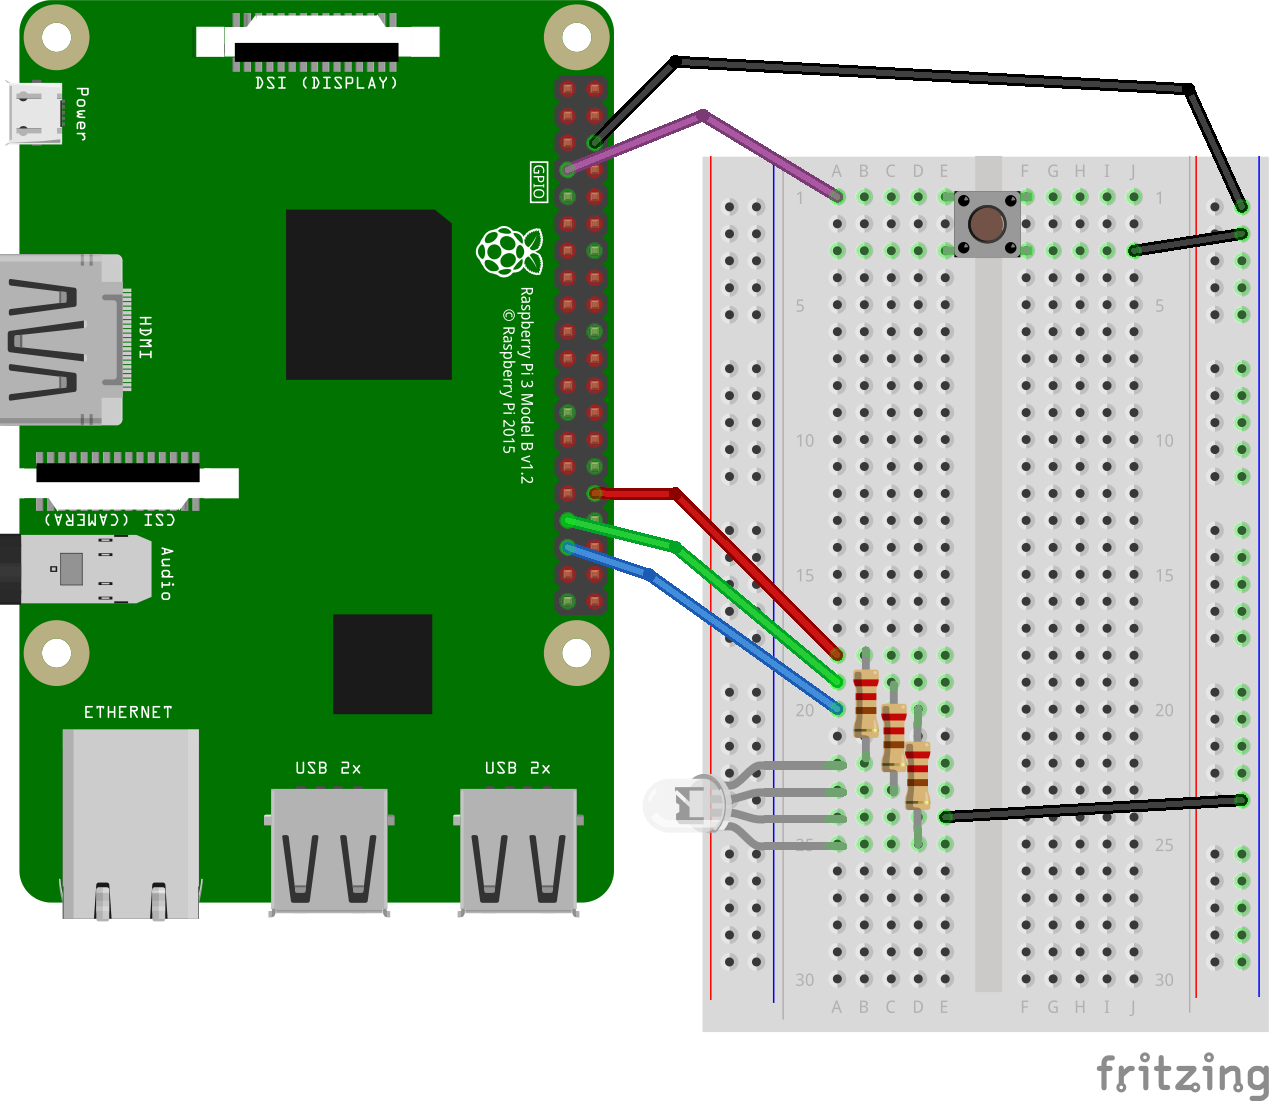 DSI (DISPLAY)
Power
GPIO
HDMI
Raspberry Pi 3 Model B v1.2
© Raspberry Pi 2015
CSI (CAMERA)
Audio
ETHERNET
USB 2x
USB 2x
A B C D E F G H I J
1 1
5 5
10 10
15 15
20 20
25 25
30 30
A B C D E F G H I J
fritzing